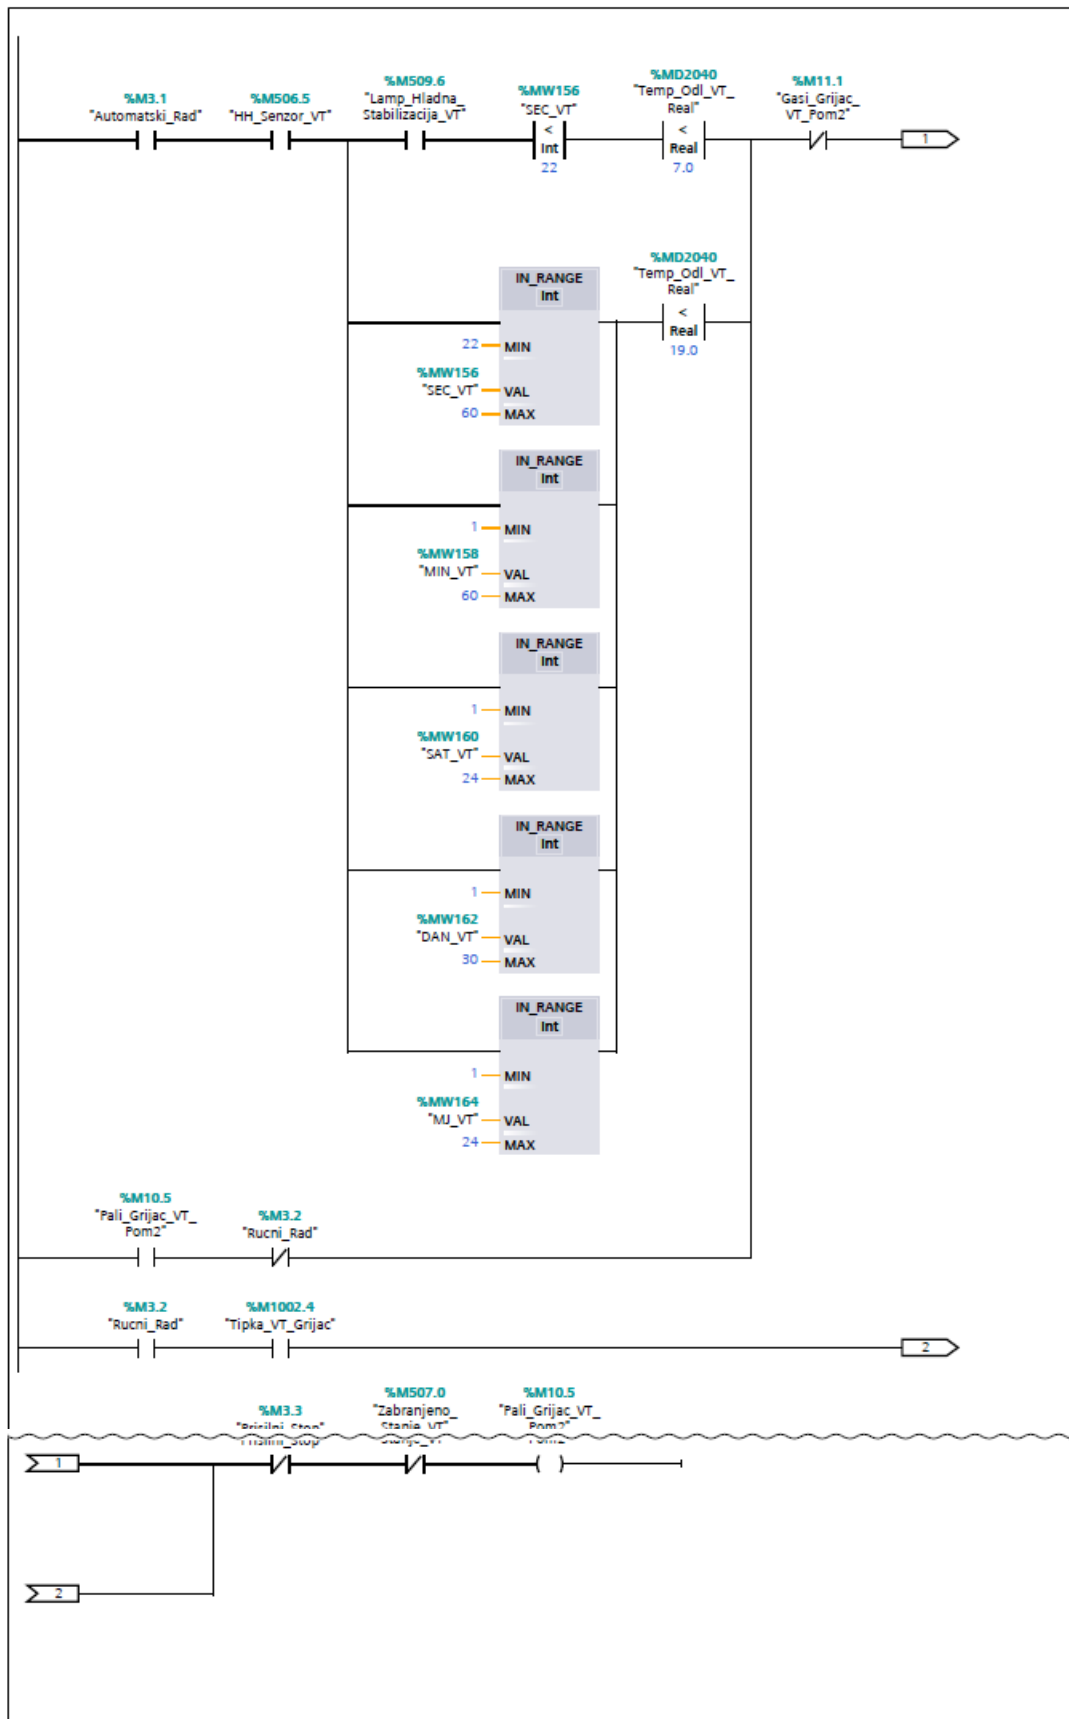 %M3.1
"Automatski_Rad"
%M506.5
"HH_Senzor_VT"
%M509.6
"Lamp_Hladna_
Stabilizacija_VT"
%MW156
"SEC_VT"
<
Int
22
%MD2040
"Temp_Odl_VT_
Real"
<
Real
7.0
%M11.1
"Gasi_Grijac_
VT_Pom2"
1
IN_RANGE
Int
22
MIN
%MW156
"SEC_VT"
VAL
60
MAX
%MD2040
"Temp_Odl_VT_
Real"
<
Real
19.0
IN_RANGE
Int
1
MIN
%MW158
"MIN_VT"
VAL
60
MAX
IN_RANGE
Int
1
MIN
%MW160
"SAT_VT"
VAL
24
MAX
IN_RANGE
Int
1
MIN
%MW162
"DAN_VT"
VAL
30
MAX
IN_RANGE
Int
1
MIN
%MW164
"MJ_VT"
VAL
24
MAX
%M10.5
"Pali_Grijac_VT_
Pom2"
%M3.2
"Rucni_Rad"
%M3.2
"Rucni_Rad"
%M1002.4
"Tipka_VT_Grijac"
2
%M3.3
"Prisilni_Stop"
%M507.0
"Zabranjeno_
Stanje_VT"
%M10.5
"Pali_Grijac_VT_
Pom2"
1
2